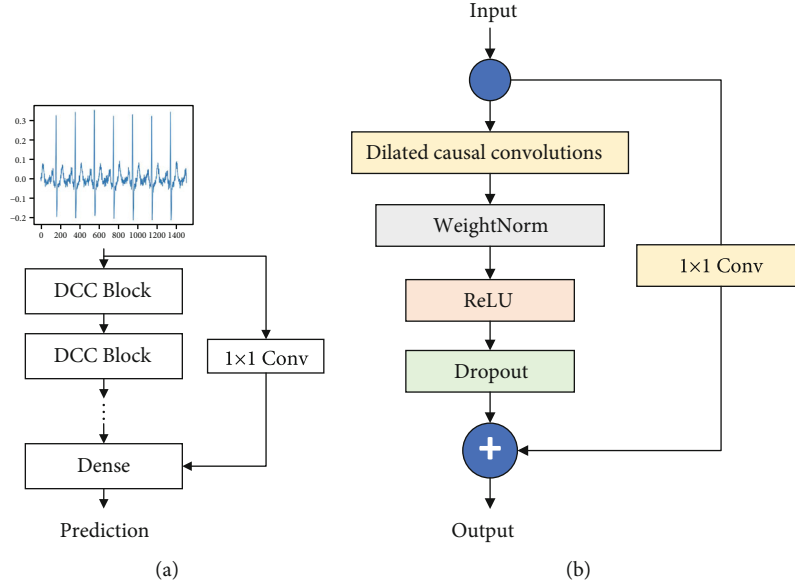 0.3
0.2
0.1
0.0
−0.1
−0.2
0 200 400 600 800 1000 1200 1400
DCC Block
DCC Block
1×1 Conv
Dense
Prediction
(a)
Input
Dilated causal convolutions
WeightNorm
1×1 Conv
ReLU
Dropout
+
Output
(b)